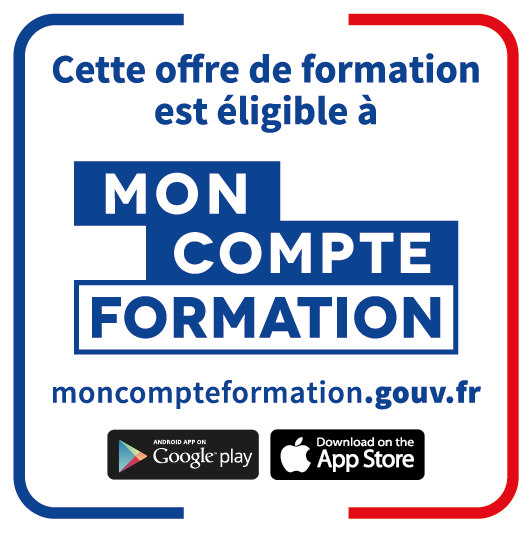 Cette offre de formation
est éligible à
MON
COMPTE
FORMATION
moncompteformation.gouv.fr
ANDROID APP ON
Google play
Download on the
App Store